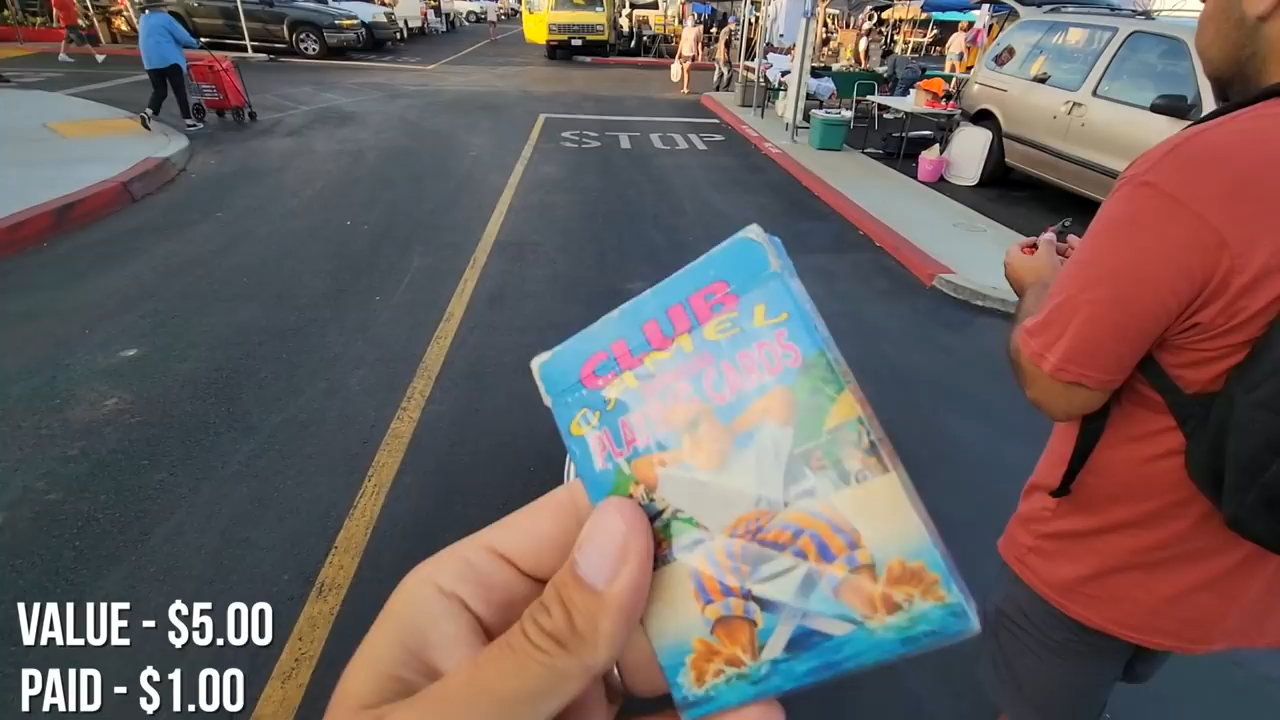 STOP
CLUB
CAMEL
PLAYING CARDS
VALUE - $5.00
PAID - $1.00